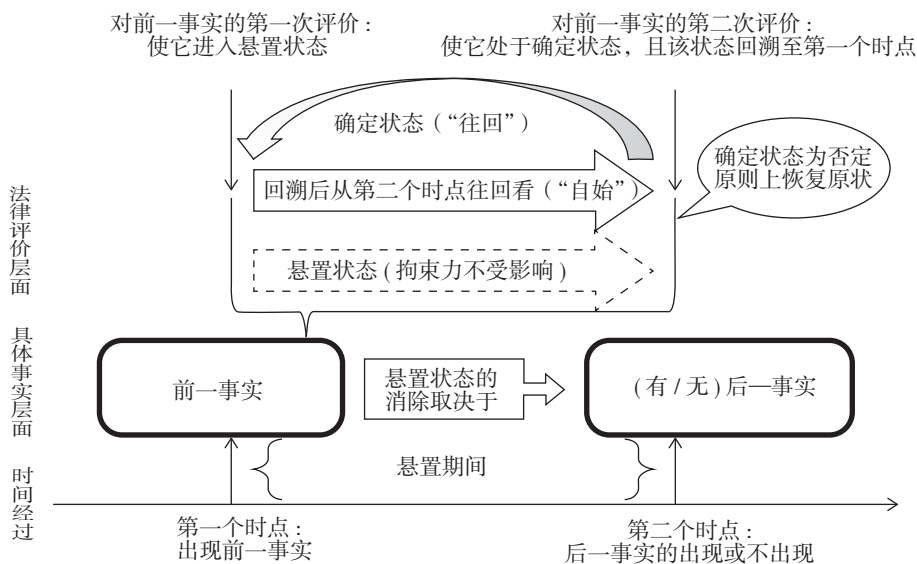 对前一事实的第一次评价：
使它进入悬置状态
对前一事实的第二次评价：
使它处于确定状态，且该状态回溯至第一个时点
确定状态（“往回”）
确定状态为否定
原则上恢复原状
回溯后从第二个时点往回看（“自始”）
悬置状态（拘束力不受影响）
法律评价层面
具体事实层面
时间经过
前一事实
悬置状态的
消除取决于
（有/无）后—事实
悬置期间
第一个时点：
出现前一事实
第二个时点：
后一事实的出现或不出现